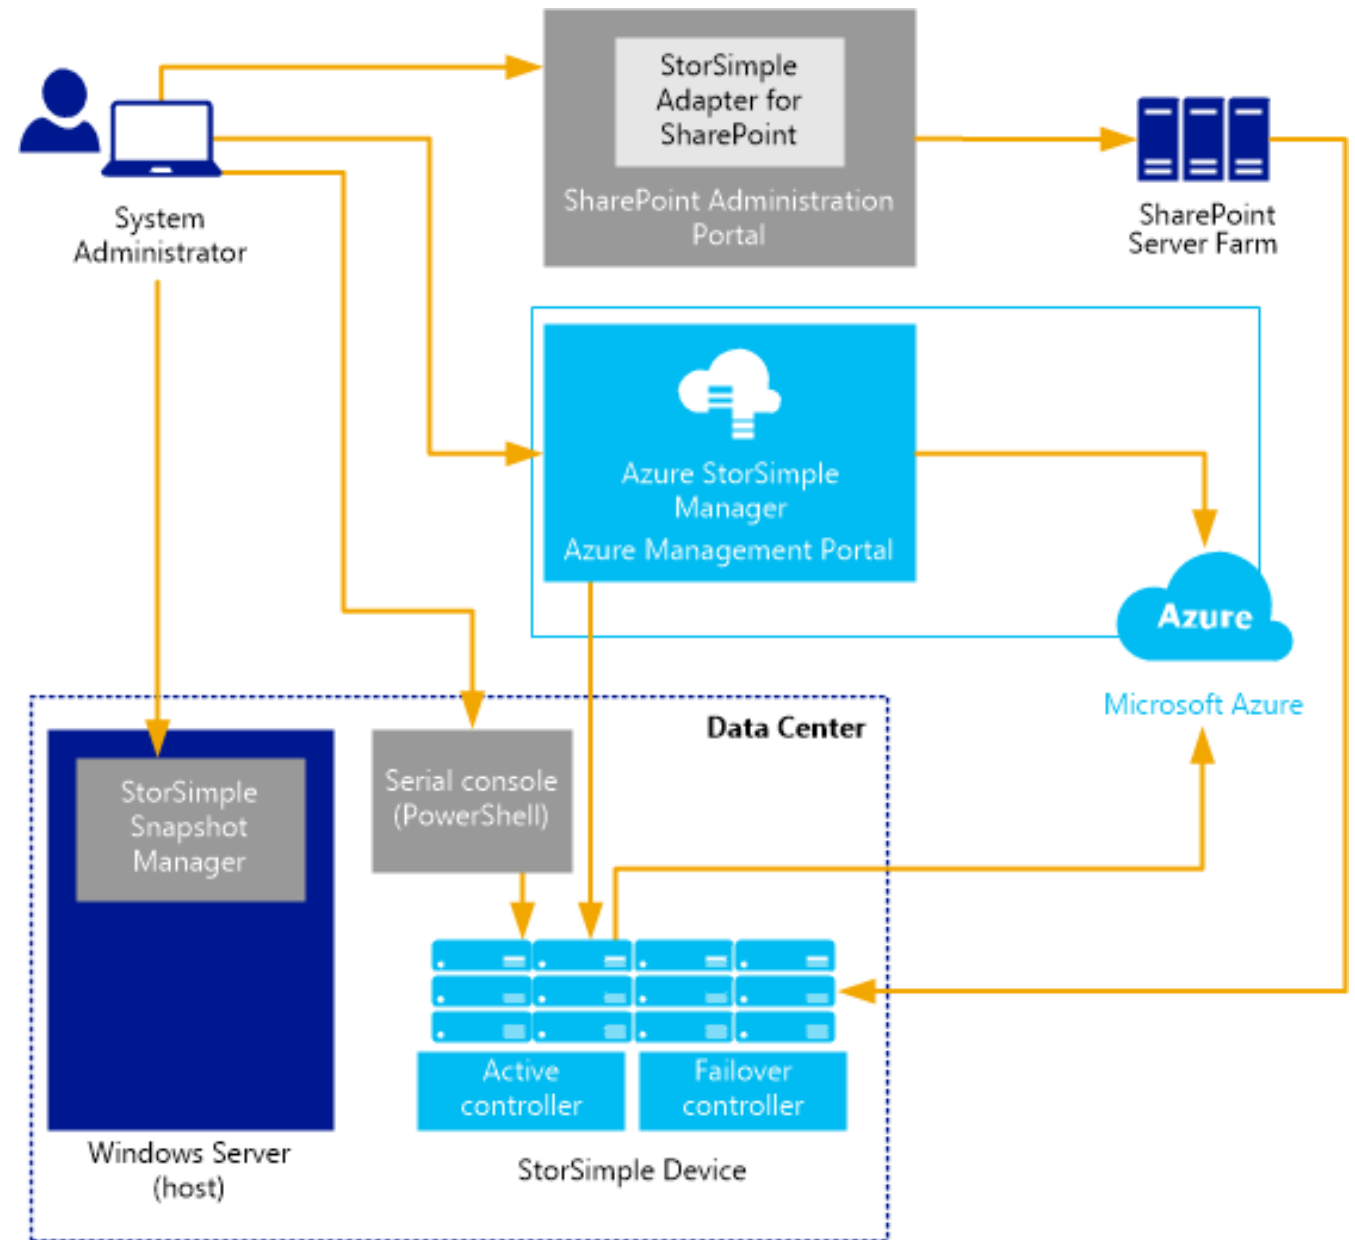 StorSimple
Adapter for
SharePoint
SharePoint Administration
Portal
System
Administrator
SharePoint
Server Farm
Azure StorSimple
Manager
Azure Management Portal
Azure
Microsoft Azure
Data Center
StorSimple
Snapshot
Manager
Serial console
(PowerShell)
Active
controller
Failover
controller
Windows Server
(host)
StorSimple Device